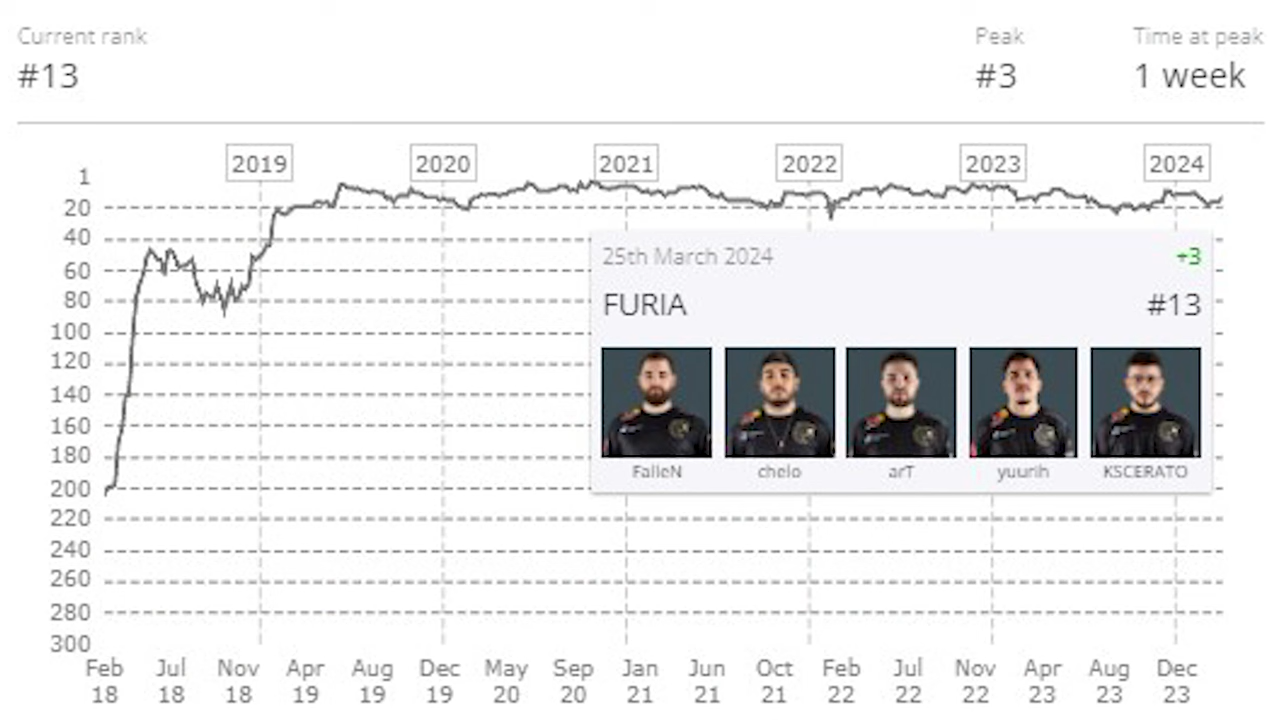 Current rank
Peak
Time at peak
#13
#3
1 week
2019
2020
2021
2022
2023
2024
1
20
40
60
80
100
120
140
160
180
200
220
240
260
280
300
25th March 2024
+3
FURIA
#13
FalleN
chelo
arT
yuurih
KSCERATO
Feb 18
Jul 18
Nov 18
Apr 19
Aug 19
Dec 19
May 20
Sep 20
Jan 21
Jun 21
Oct 21
Feb 22
Jul 22
Nov 22
Apr 23
Aug 23
Dec 23